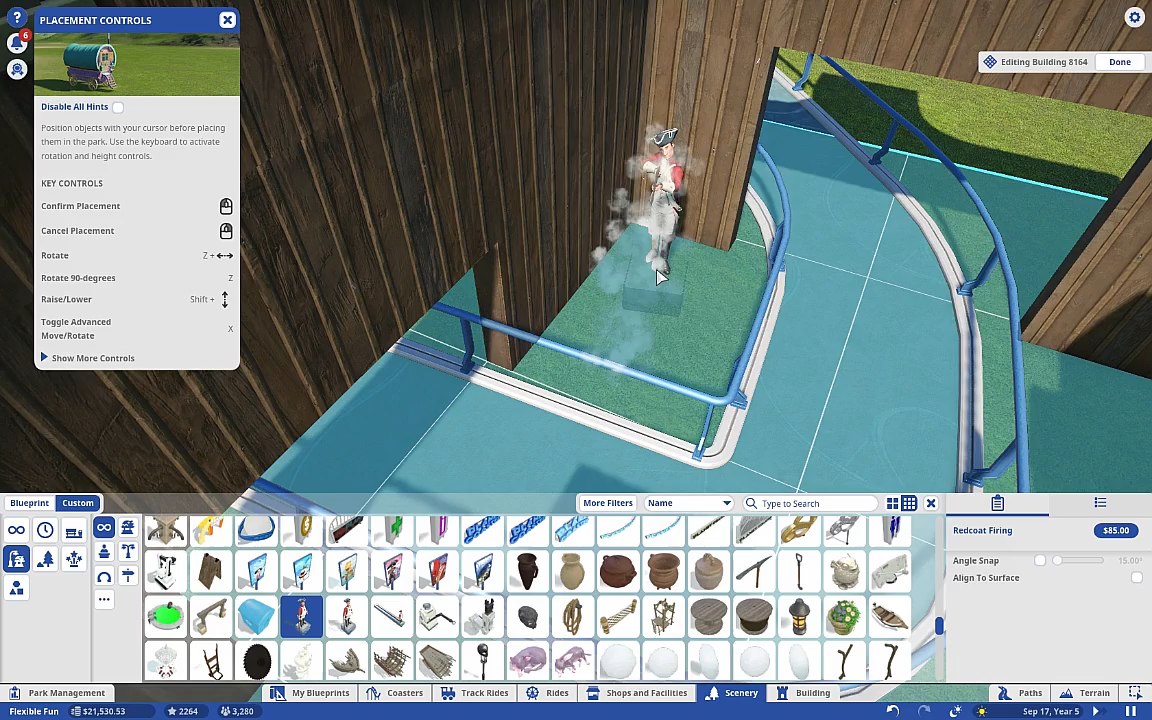 ?
6
PLACEMENT CONTROLS
Disable All Hints
Position objects with your cursor before placing
them in the park. Use the keyboard to activate
rotation and height controls.
KEY CONTROLS
Confirm Placement
Cancel Placement
Rotate Z +
Rotate 90-degrees Z
Raise/Lower Shift +
Toggle Advanced
Move/Rotate X
Show More Controls
Editing Building 8164 Done
Blueprint Custom More Filters Name Type to Search
Redcoat Firing $85.00
Angle Snap 15.00°
Align To Surface
Park Management My Blueprints Coasters Track Rides Rides Shops and Facilities Scenery Building Paths Terrain
Flexible Fun $21,530.53 2264 3,280 Sep 17, Year 5